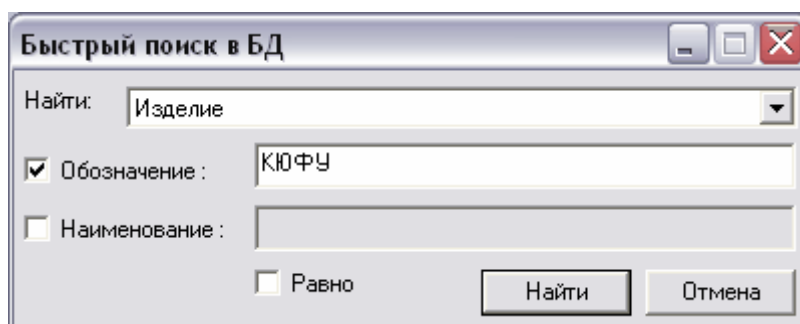 Быстрый поиск в БД
Найти: Изделие
Обозначение : КЮФУ
Наименование :
Равно Найти Отмена